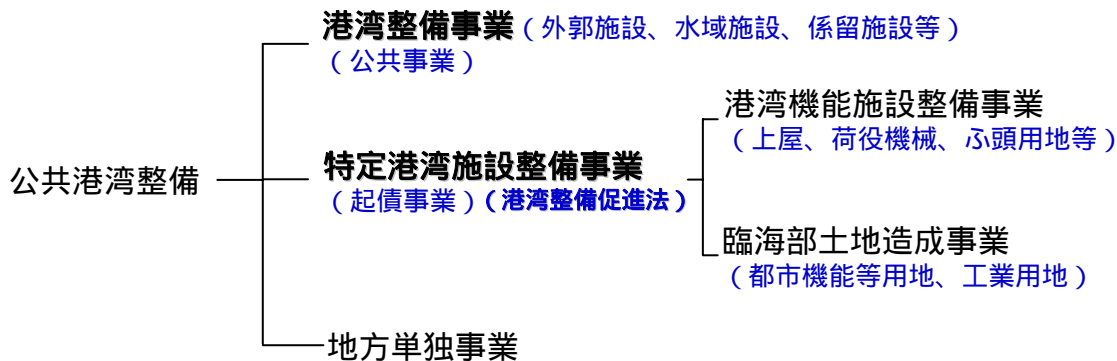 港湾整備事業(外郭施設、水域施設、係留施設等)
(公共事業)
港湾機能施設整備事業
(上屋、荷役機械、ふ頭用地等)
公共港湾整備
特定港湾施設整備事業
(起債事業)(港湾整備促進法)
臨海部土地造成事業
(都市機能等用地、工業用地)
地方単独事業